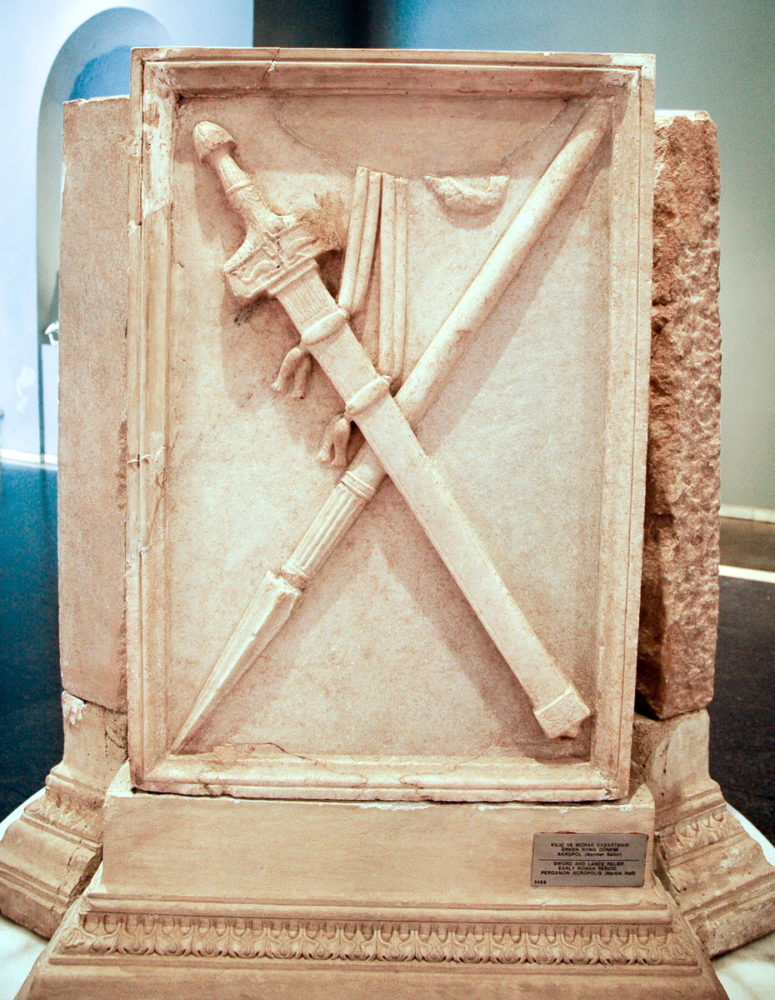 KILIÇ VE MIZRAK KABARTMASI
ERKEN ROMA DÖNEMİ
AKROPOL (Mermer Salon)
SWORD AND LANCE RELIEF
EARLY ROMAN PERIOD
PERGAMON ACROPOLIS (Marble Hall)
3468